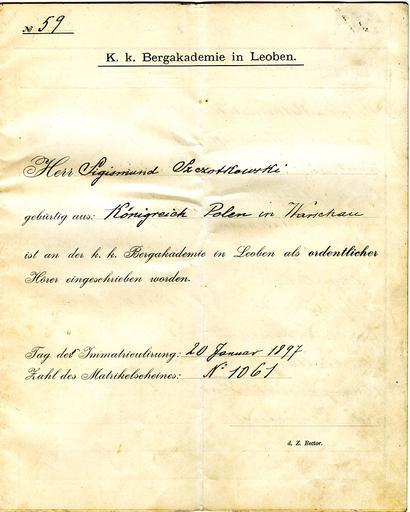 № 59
K. k. Bergakademie in Leoben.
Herr Sigismund Szczotkowski
gebürtig aus: Königreich Polen in Warschau
ist an der k. k. Bergakademie in Leoben als ordentlicher
Hörer eingeschrieben worden.
Tag der Immatriculirung: 20 Januar 1897
Zahl des Matrikelscheines: № 1061
d. Z. Rector.